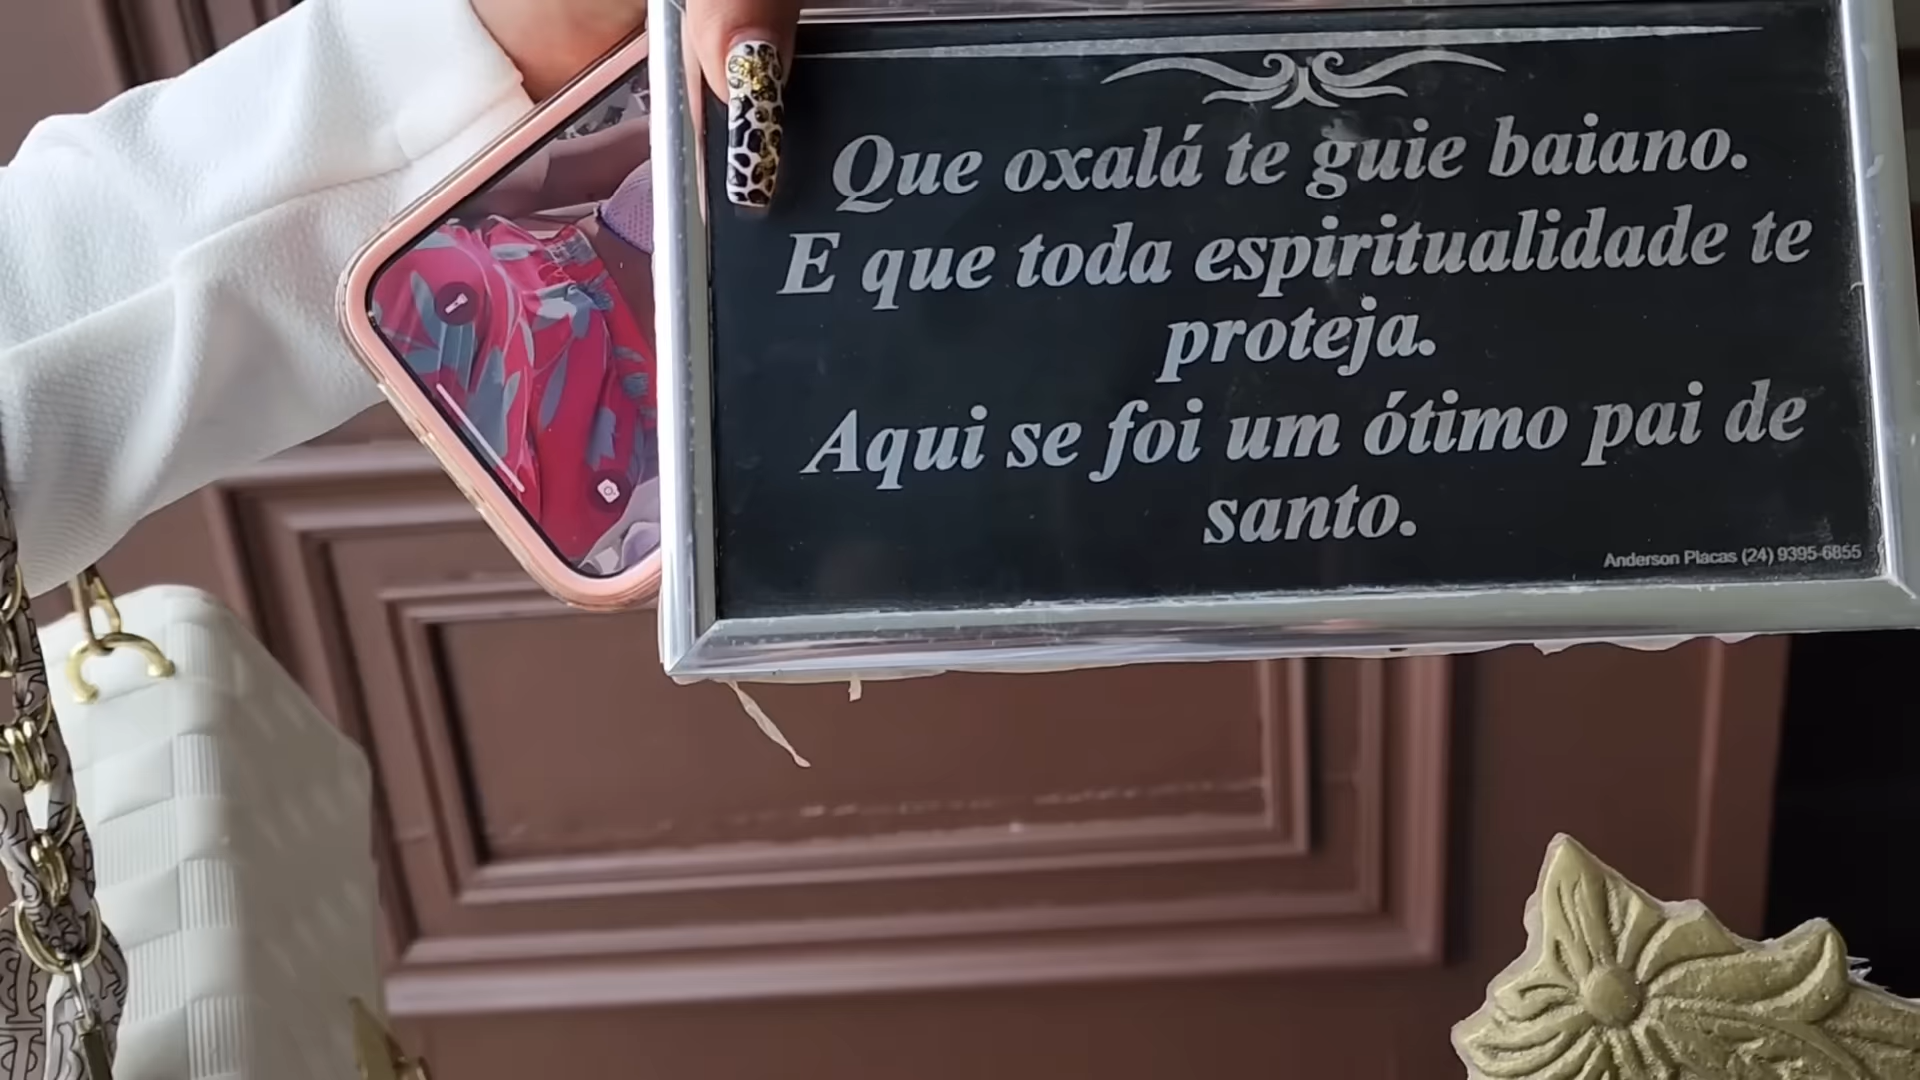 Que oxalá te guie baiano.
E que toda espiritualidade te
proteja.
Aqui se foi um ótimo pai de
santo.
Anderson Placas (24) 9395-6855